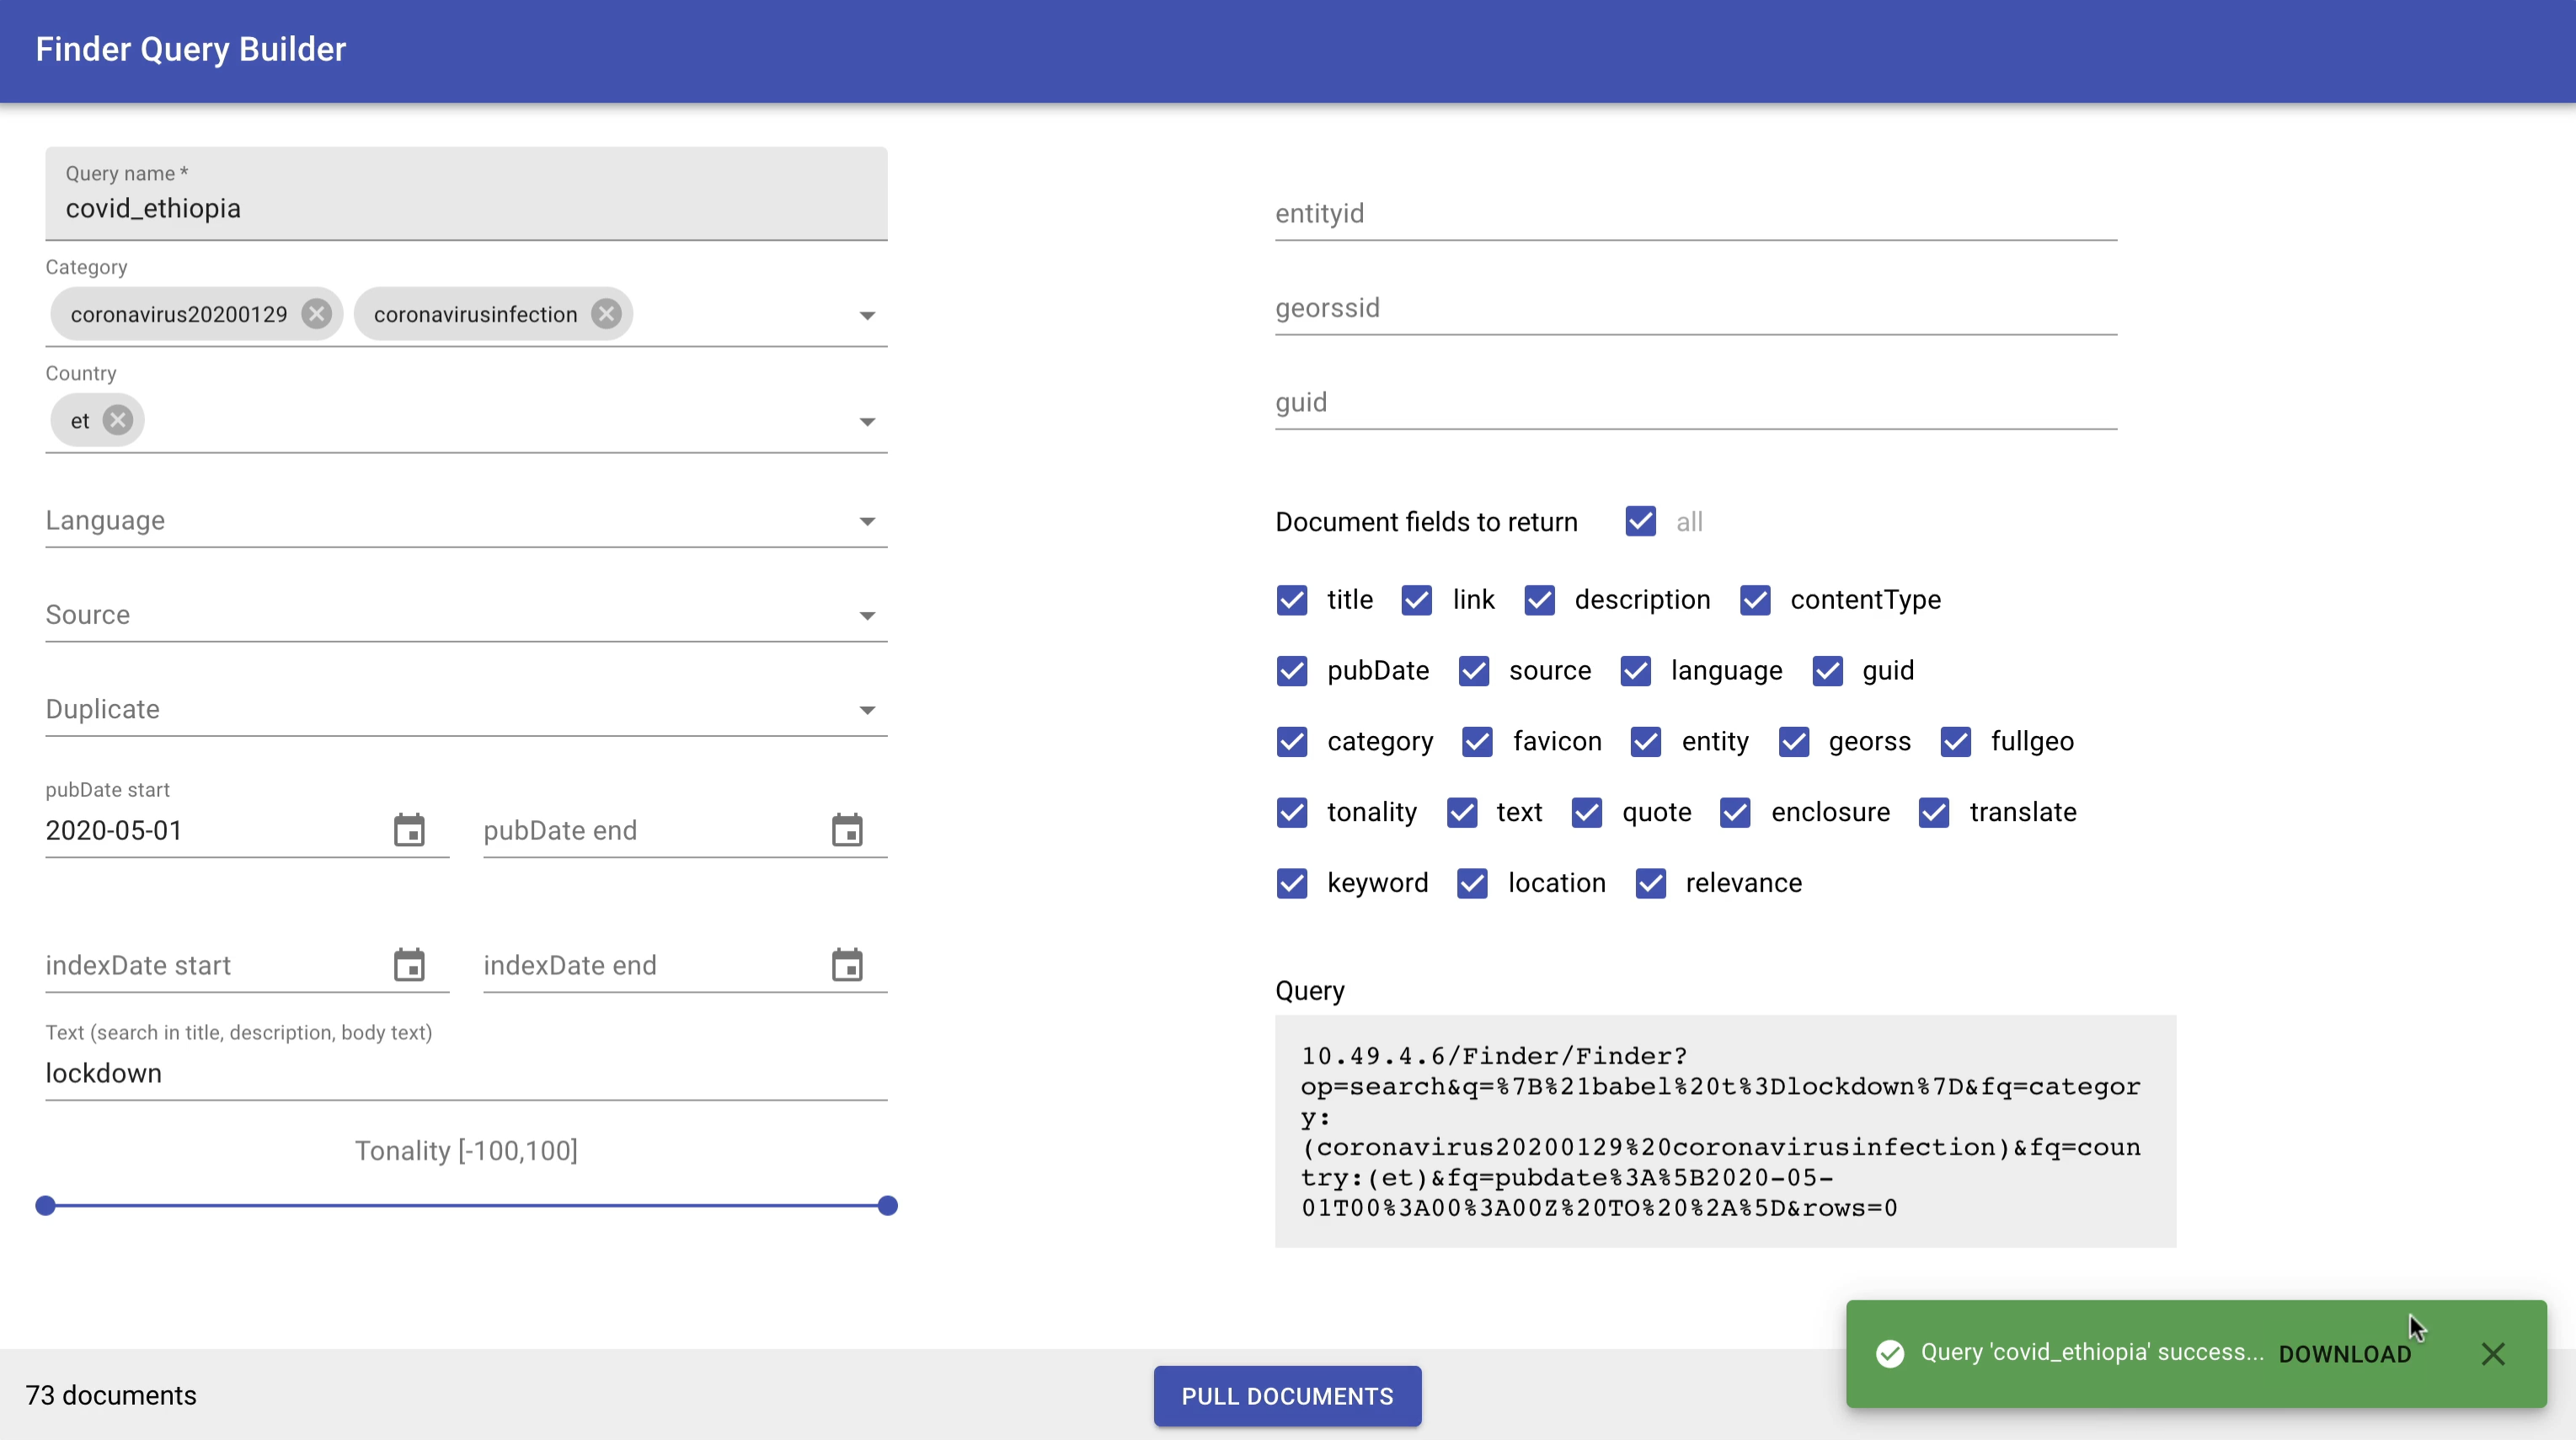 Finder Query Builder
Query name *
covid_ethiopia
Category
coronavirus20200129 coronavirusinfection
Country
et
Language
Source
Duplicate
pubDate start
2020-05-01 pubDate end
indexDate start indexDate end
Text (search in title, description, body text)
lockdown
Tonality [-100,100]
entityid
georssid
guid
Document fields to return all
title link description contentType
pubDate source language guid
category favicon entity georss fullgeo
tonality text quote enclosure translate
keyword location relevance
Query
10.49.4.6/Finder/Finder?
op=search&q=%7B%21babel%20t%3Dlockdown%7D&fq=categor
y:
(coronavirus20200129%20coronavirusinfection)&fq=coun
try:(et)&fq=pubdate%3A%5B2020-05-
01T00%3A00%3A00Z%20TO%20%2A%5D&rows=0
73 documents
PULL DOCUMENTS
Query 'covid_ethiopia' success... DOWNLOAD